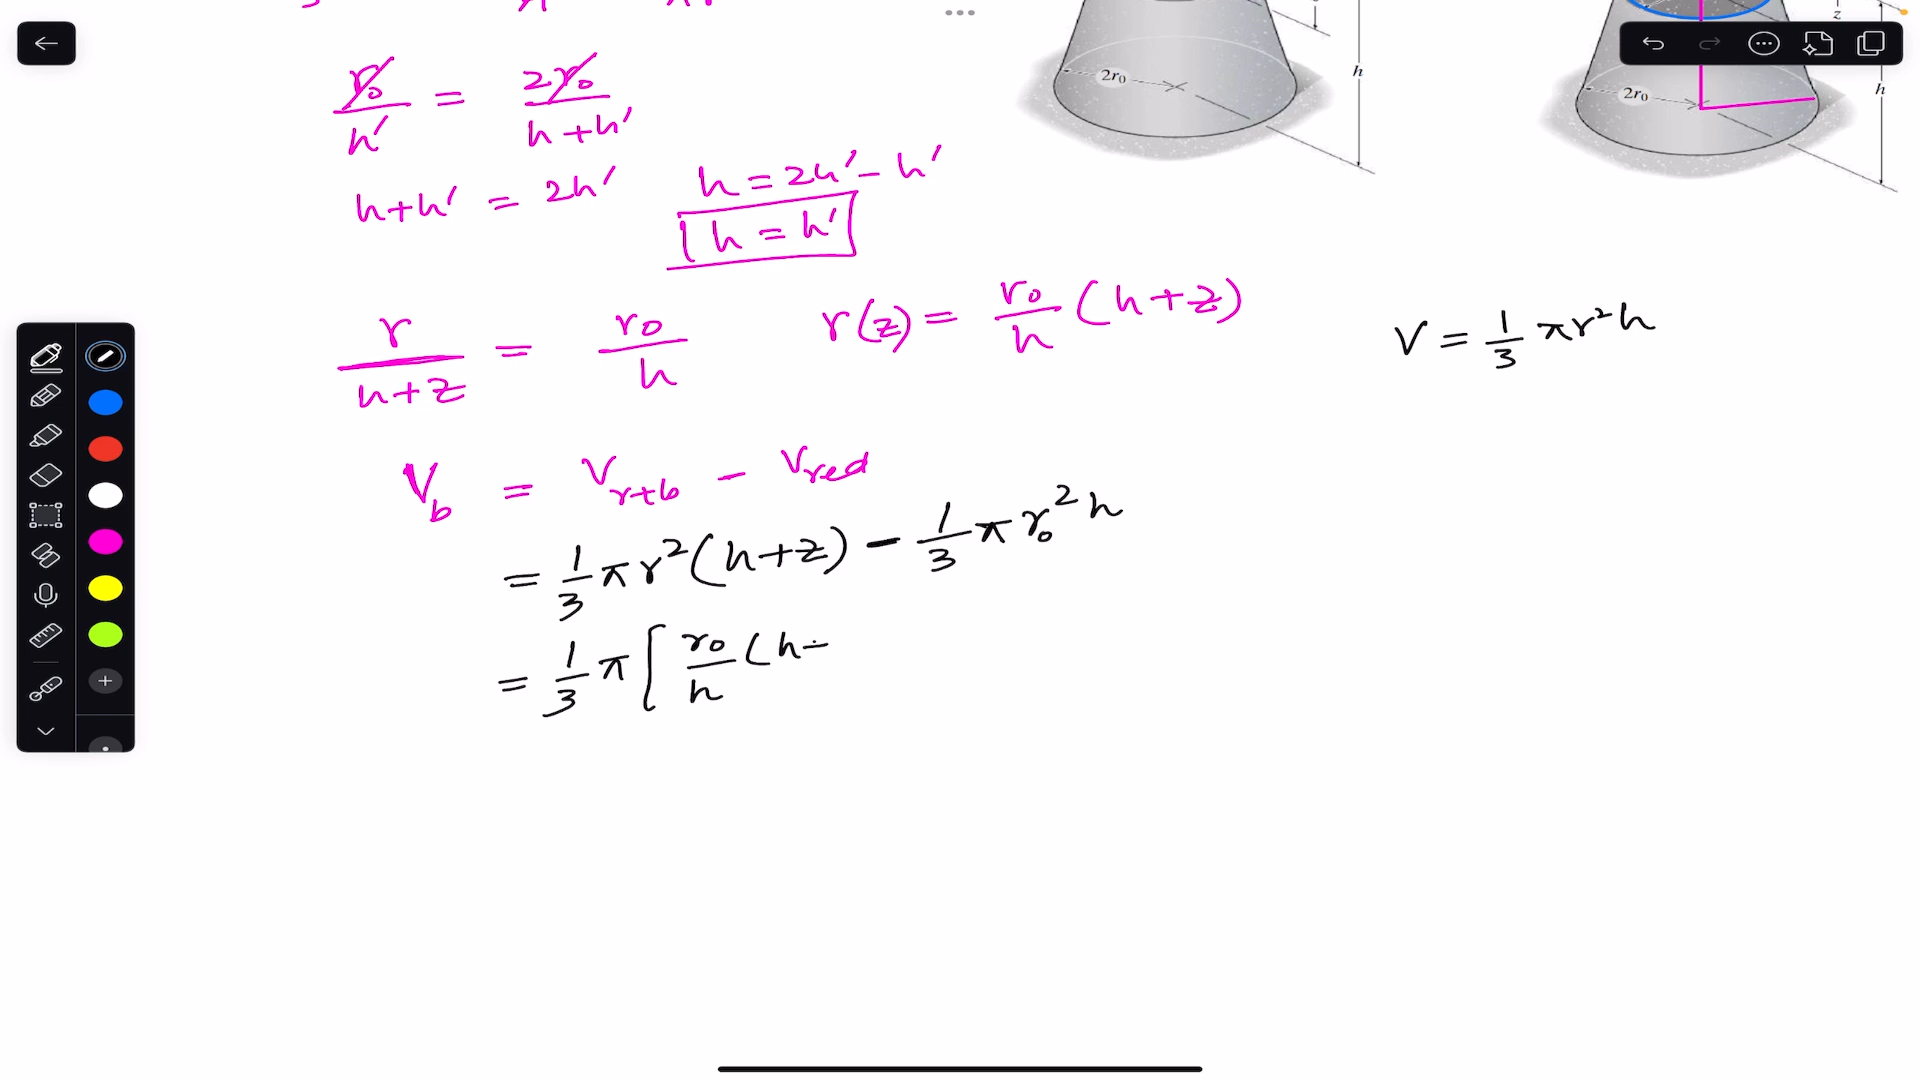 r₀/h' = 2r₀/(h+h')
h+h' = 2h'
h = 2h' - h'
h = h'
r/(h+z) = r₀/h
r(z) = r₀/h (h+z)
V = 1/3 πr²h
V_b = V_r+b - V_red
= 1/3 πr²(h+z) - 1/3 πr₀²h
= 1/3 π[ r₀/h (h-
2r₀
h
z
2r₀
h